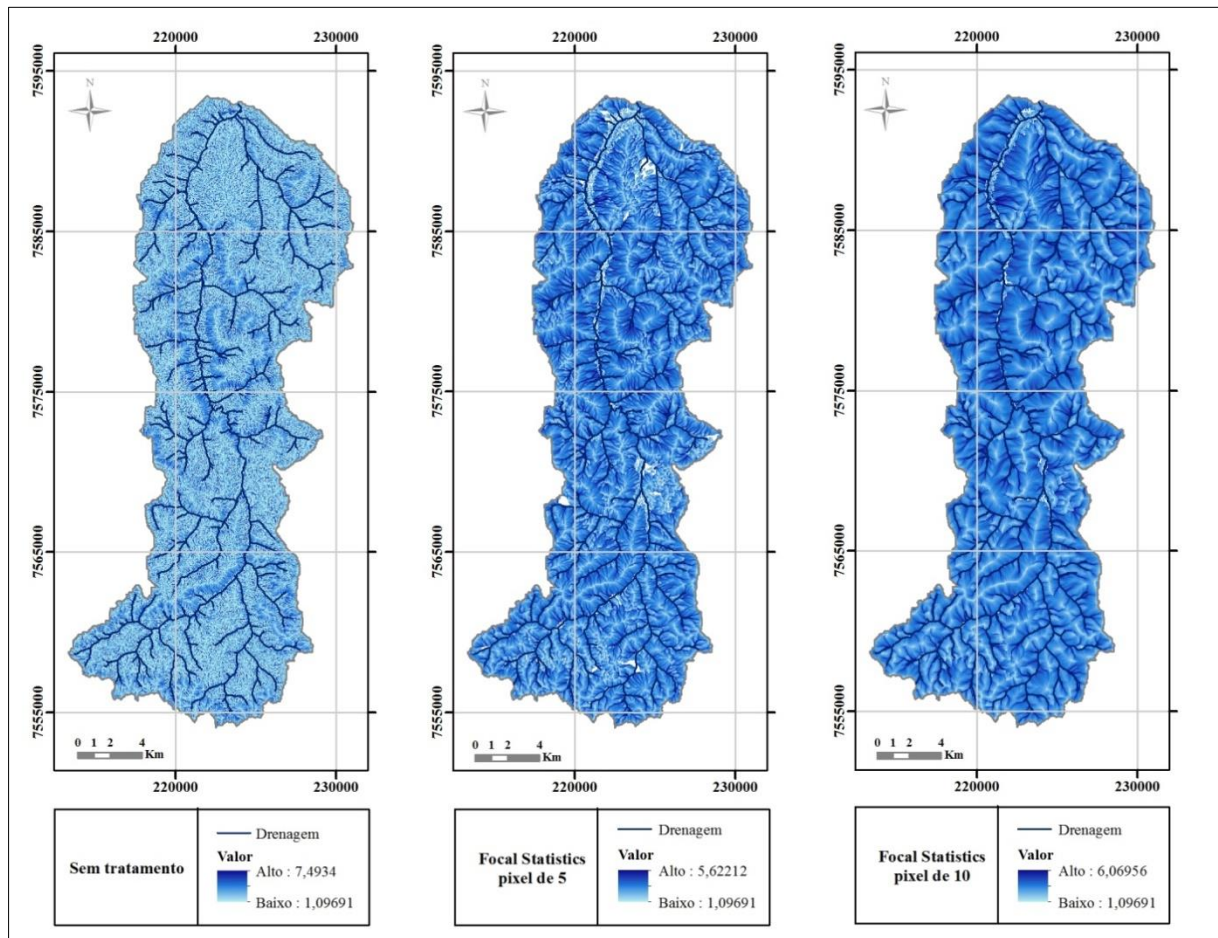 220000 230000
7595000
7585000
7575000
7565000
7555000
N
0 1 2 4
Km
220000 230000
Sem tratamento
Drenagem
Valor
Alto : 7,4934
Baixo : 1,09691
220000 230000
7595000
7585000
7575000
7565000
7555000
N
0 1 2 4
Km
220000 230000
Focal Statistics
pixel de 5
Drenagem
Valor
Alto : 5,62212
Baixo : 1,09691
220000 230000
7595000
7585000
7575000
7565000
7555000
N
0 1 2 4
Km
220000 230000
Focal Statistics
pixel de 10
Drenagem
Valor
Alto : 6,06956
Baixo : 1,09691